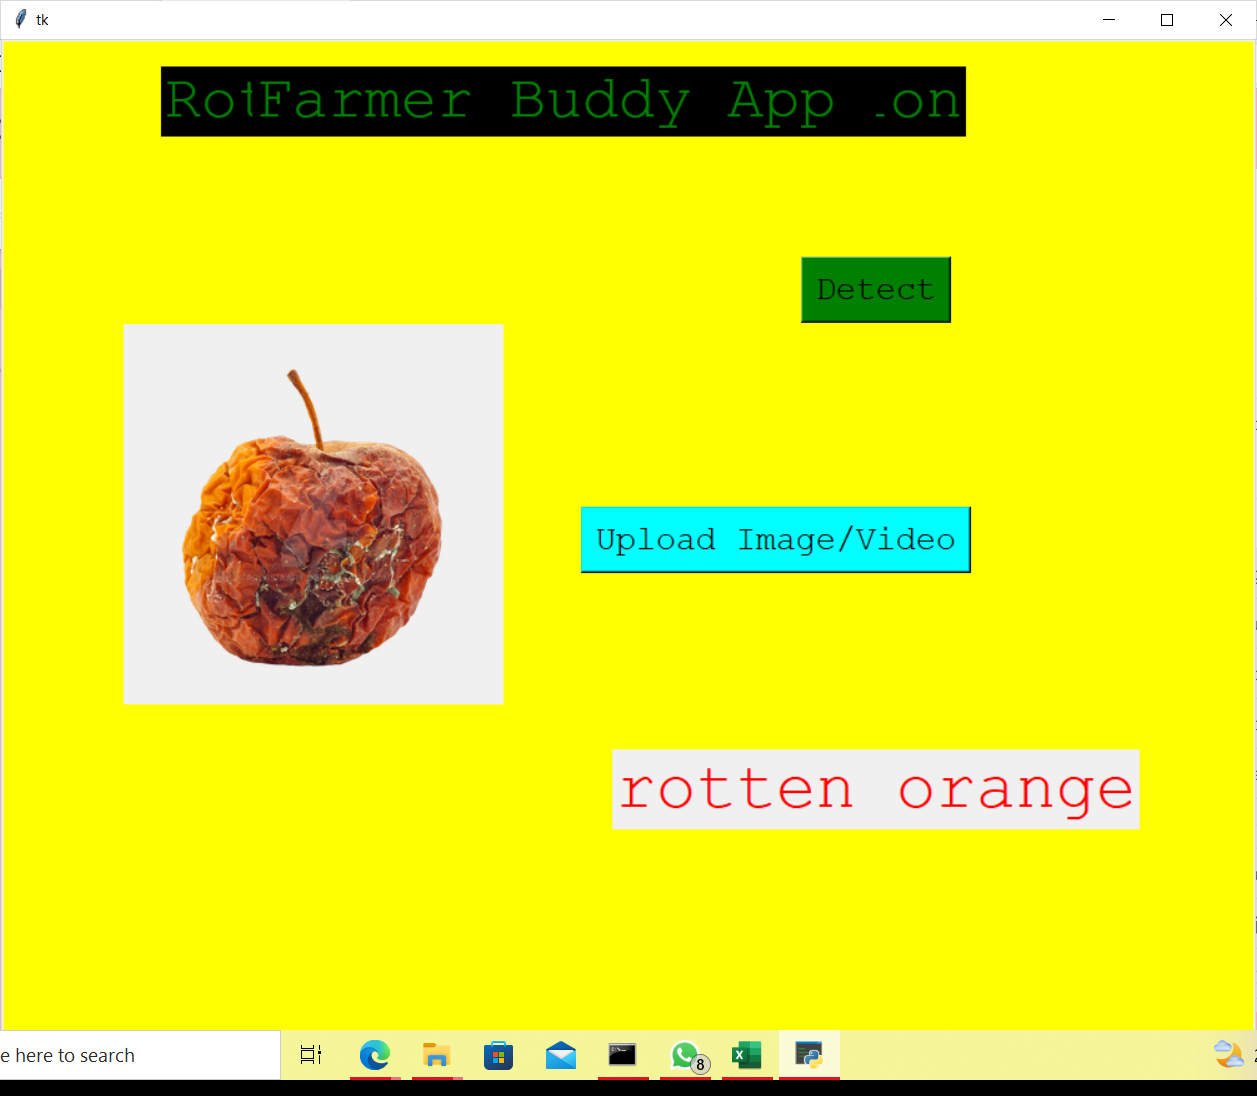 tk
RotFarmer Buddy App .on
Detect
Upload Image/Video
rotten orange
e here to search
8